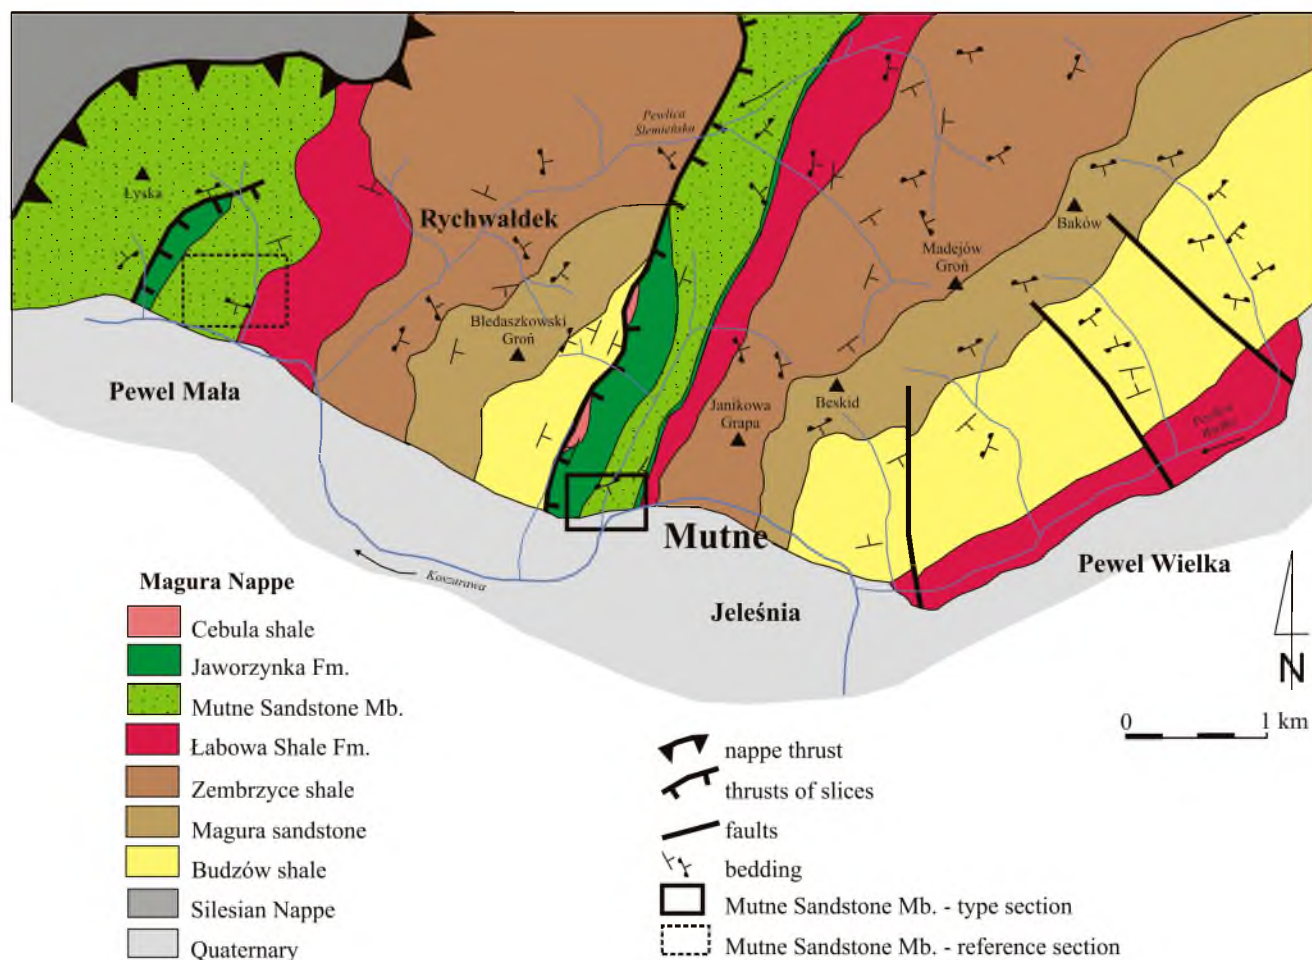 Pewlica
Ślemieńska
Łyska
Rychwałdek
Baków
Madejów
Groń
Bledaszkowski
Groń
Pewel Mała
Janikowa
Grapa
Beskid
Pewlica
Wielka
Mutne
Pewel Wielka
Koszarawa
Jeleśnia
Magura Nappe
Cebula shale
Jaworzynka Fm.
Mutne Sandstone Mb.
Łabowa Shale Fm.
Zembrzyce shale
Magura sandstone
Budzów shale
Silesian Nappe
Quaternary
N
0 1 km
nappe thrust
thrusts of slices
faults
bedding
Mutne Sandstone Mb. - type section
Mutne Sandstone Mb. - reference section